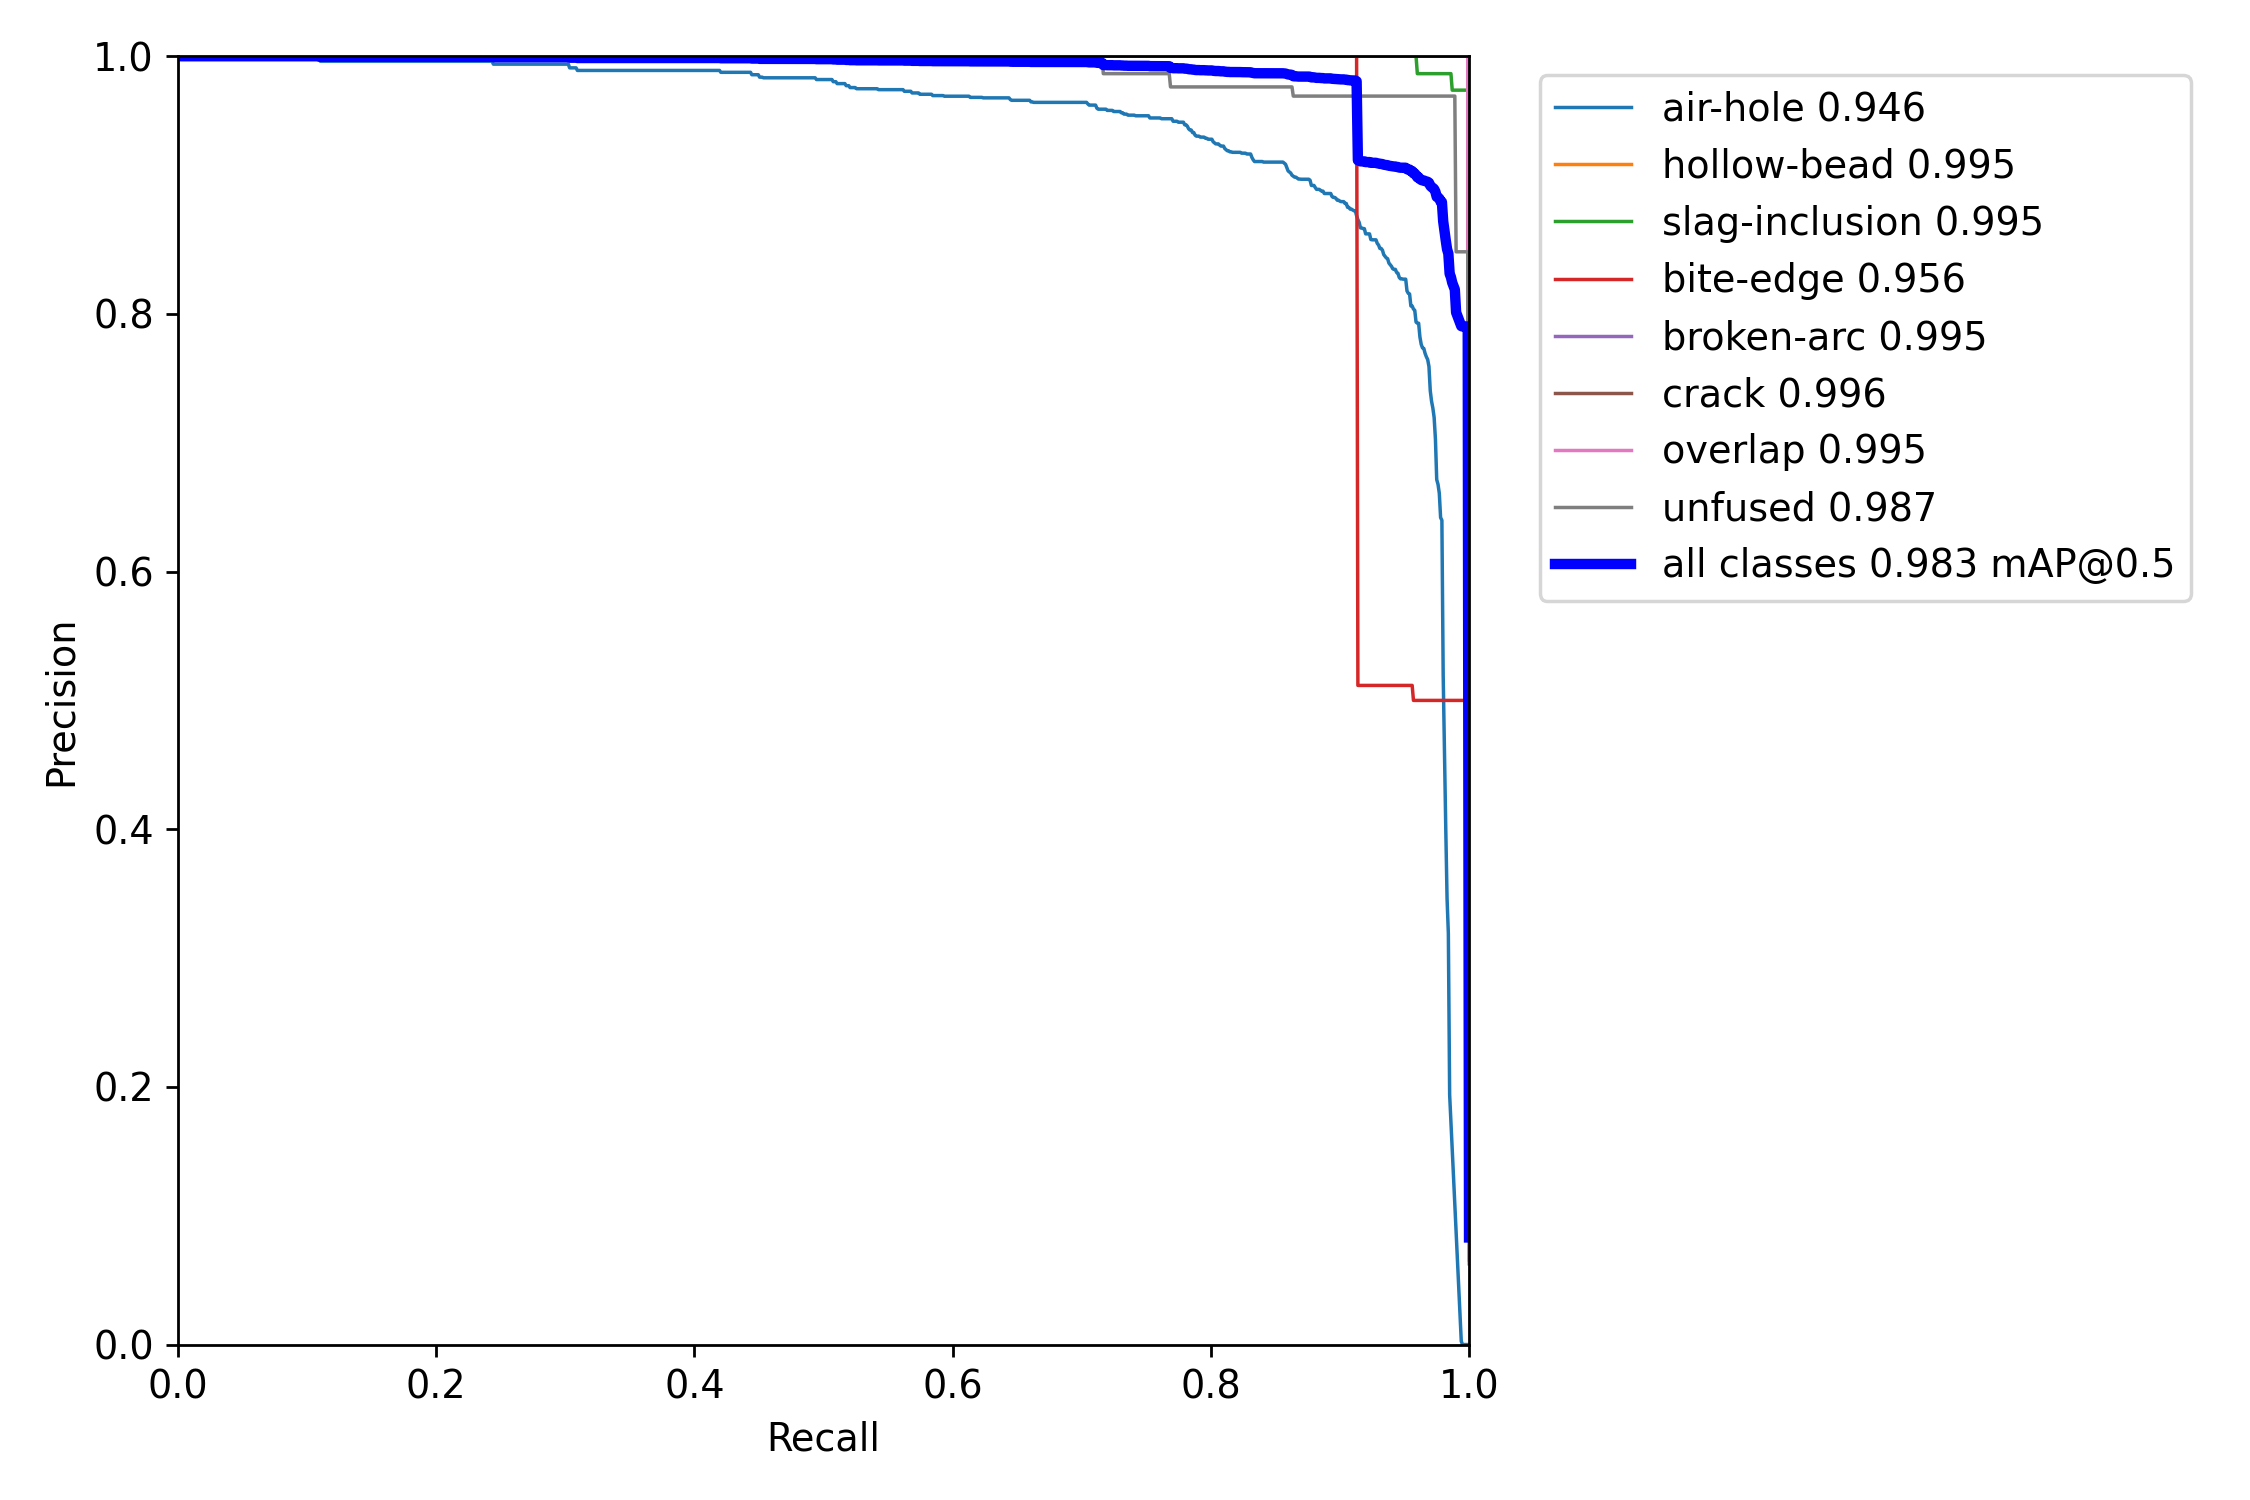 1.0
0.8
0.6
0.4
0.2
0.0
Precision
0.0 0.2 0.4 0.6 0.8 1.0
Recall
air-hole 0.946
hollow-bead 0.995
slag-inclusion 0.995
bite-edge 0.956
broken-arc 0.995
crack 0.996
overlap 0.995
unfused 0.987
all classes 0.983 mAP@0.5